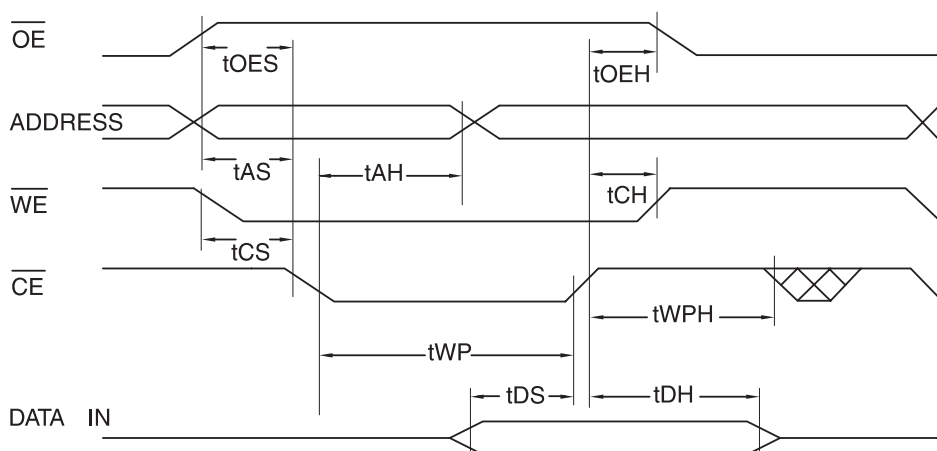 OE
tOES
tOEH
ADDRESS
tAS
tAH
tCH
WE
tCS
CE
tWPH
tWP
tDS
tDH
DATA IN